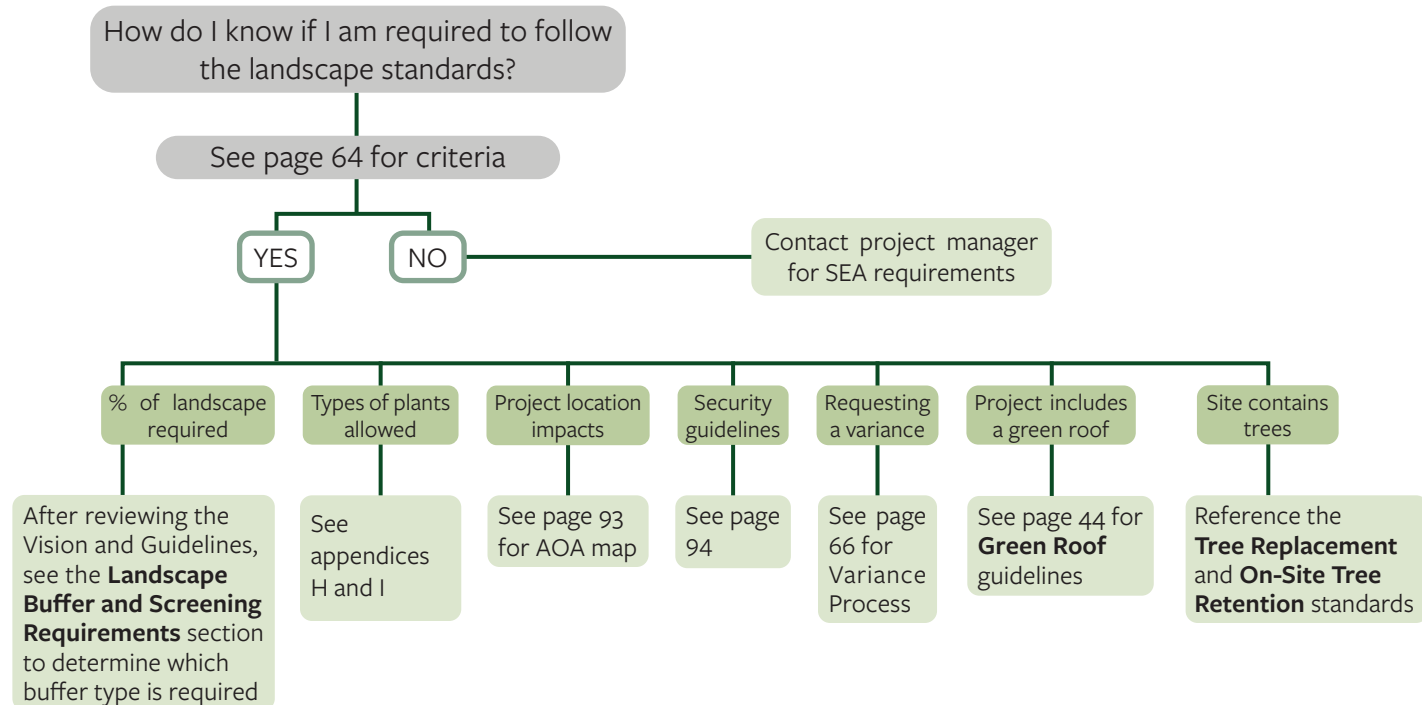 How do I know if I am required to follow
the landscape standards?
See page 64 for criteria
YES
NO
Contact project manager
for SEA requirements
% of landscape
required
Types of plants
allowed
Project location
impacts
Security
guidelines
Requesting
a variance
Project includes
a green roof
Site contains
trees
After reviewing the
Vision and Guidelines,
see the Landscape
Buffer and Screening
Requirements section
to determine which
buffer type is required
See
appendices
H and I
See page 93
for AOA map
See page
94
See page
66 for
Variance
Process
See page 44 for
Green Roof
guidelines
Reference the
Tree Replacement
and On-Site Tree
Retention standards